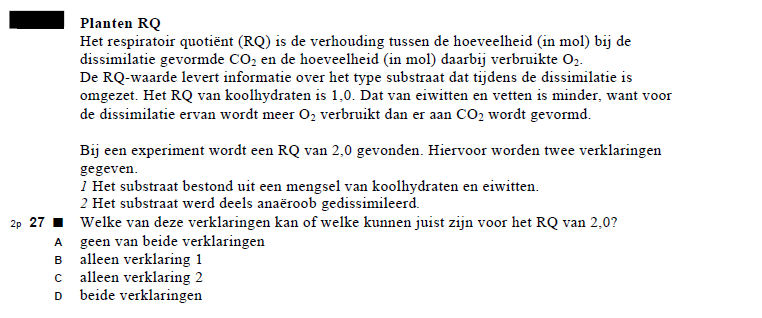 Planten RQ
Het respiratoir quotiënt (RQ) is de verhouding tussen de hoeveelheid (in mol) bij de
dissimilatie gevormde CO₂ en de hoeveelheid (in mol) daarbij verbruikte O₂.
De RQ-waarde levert informatie over het type substraat dat tijdens de dissimilatie is
omgezet. Het RQ van koolhydraten is 1,0. Dat van eiwitten en vetten is minder, want voor
de dissimilatie ervan wordt meer O₂ verbruikt dan er aan CO₂ wordt gevormd.
Bij een experiment wordt een RQ van 2,0 gevonden. Hiervoor worden twee verklaringen
gegeven.
1 Het substraat bestond uit een mengsel van koolhydraten en eiwitten.
2 Het substraat werd deels anaëroob gedissimileerd.
2p 27 ■ Welke van deze verklaringen kan of welke kunnen juist zijn voor het RQ van 2,0?
A geen van beide verklaringen
B alleen verklaring 1
C alleen verklaring 2
D beide verklaringen